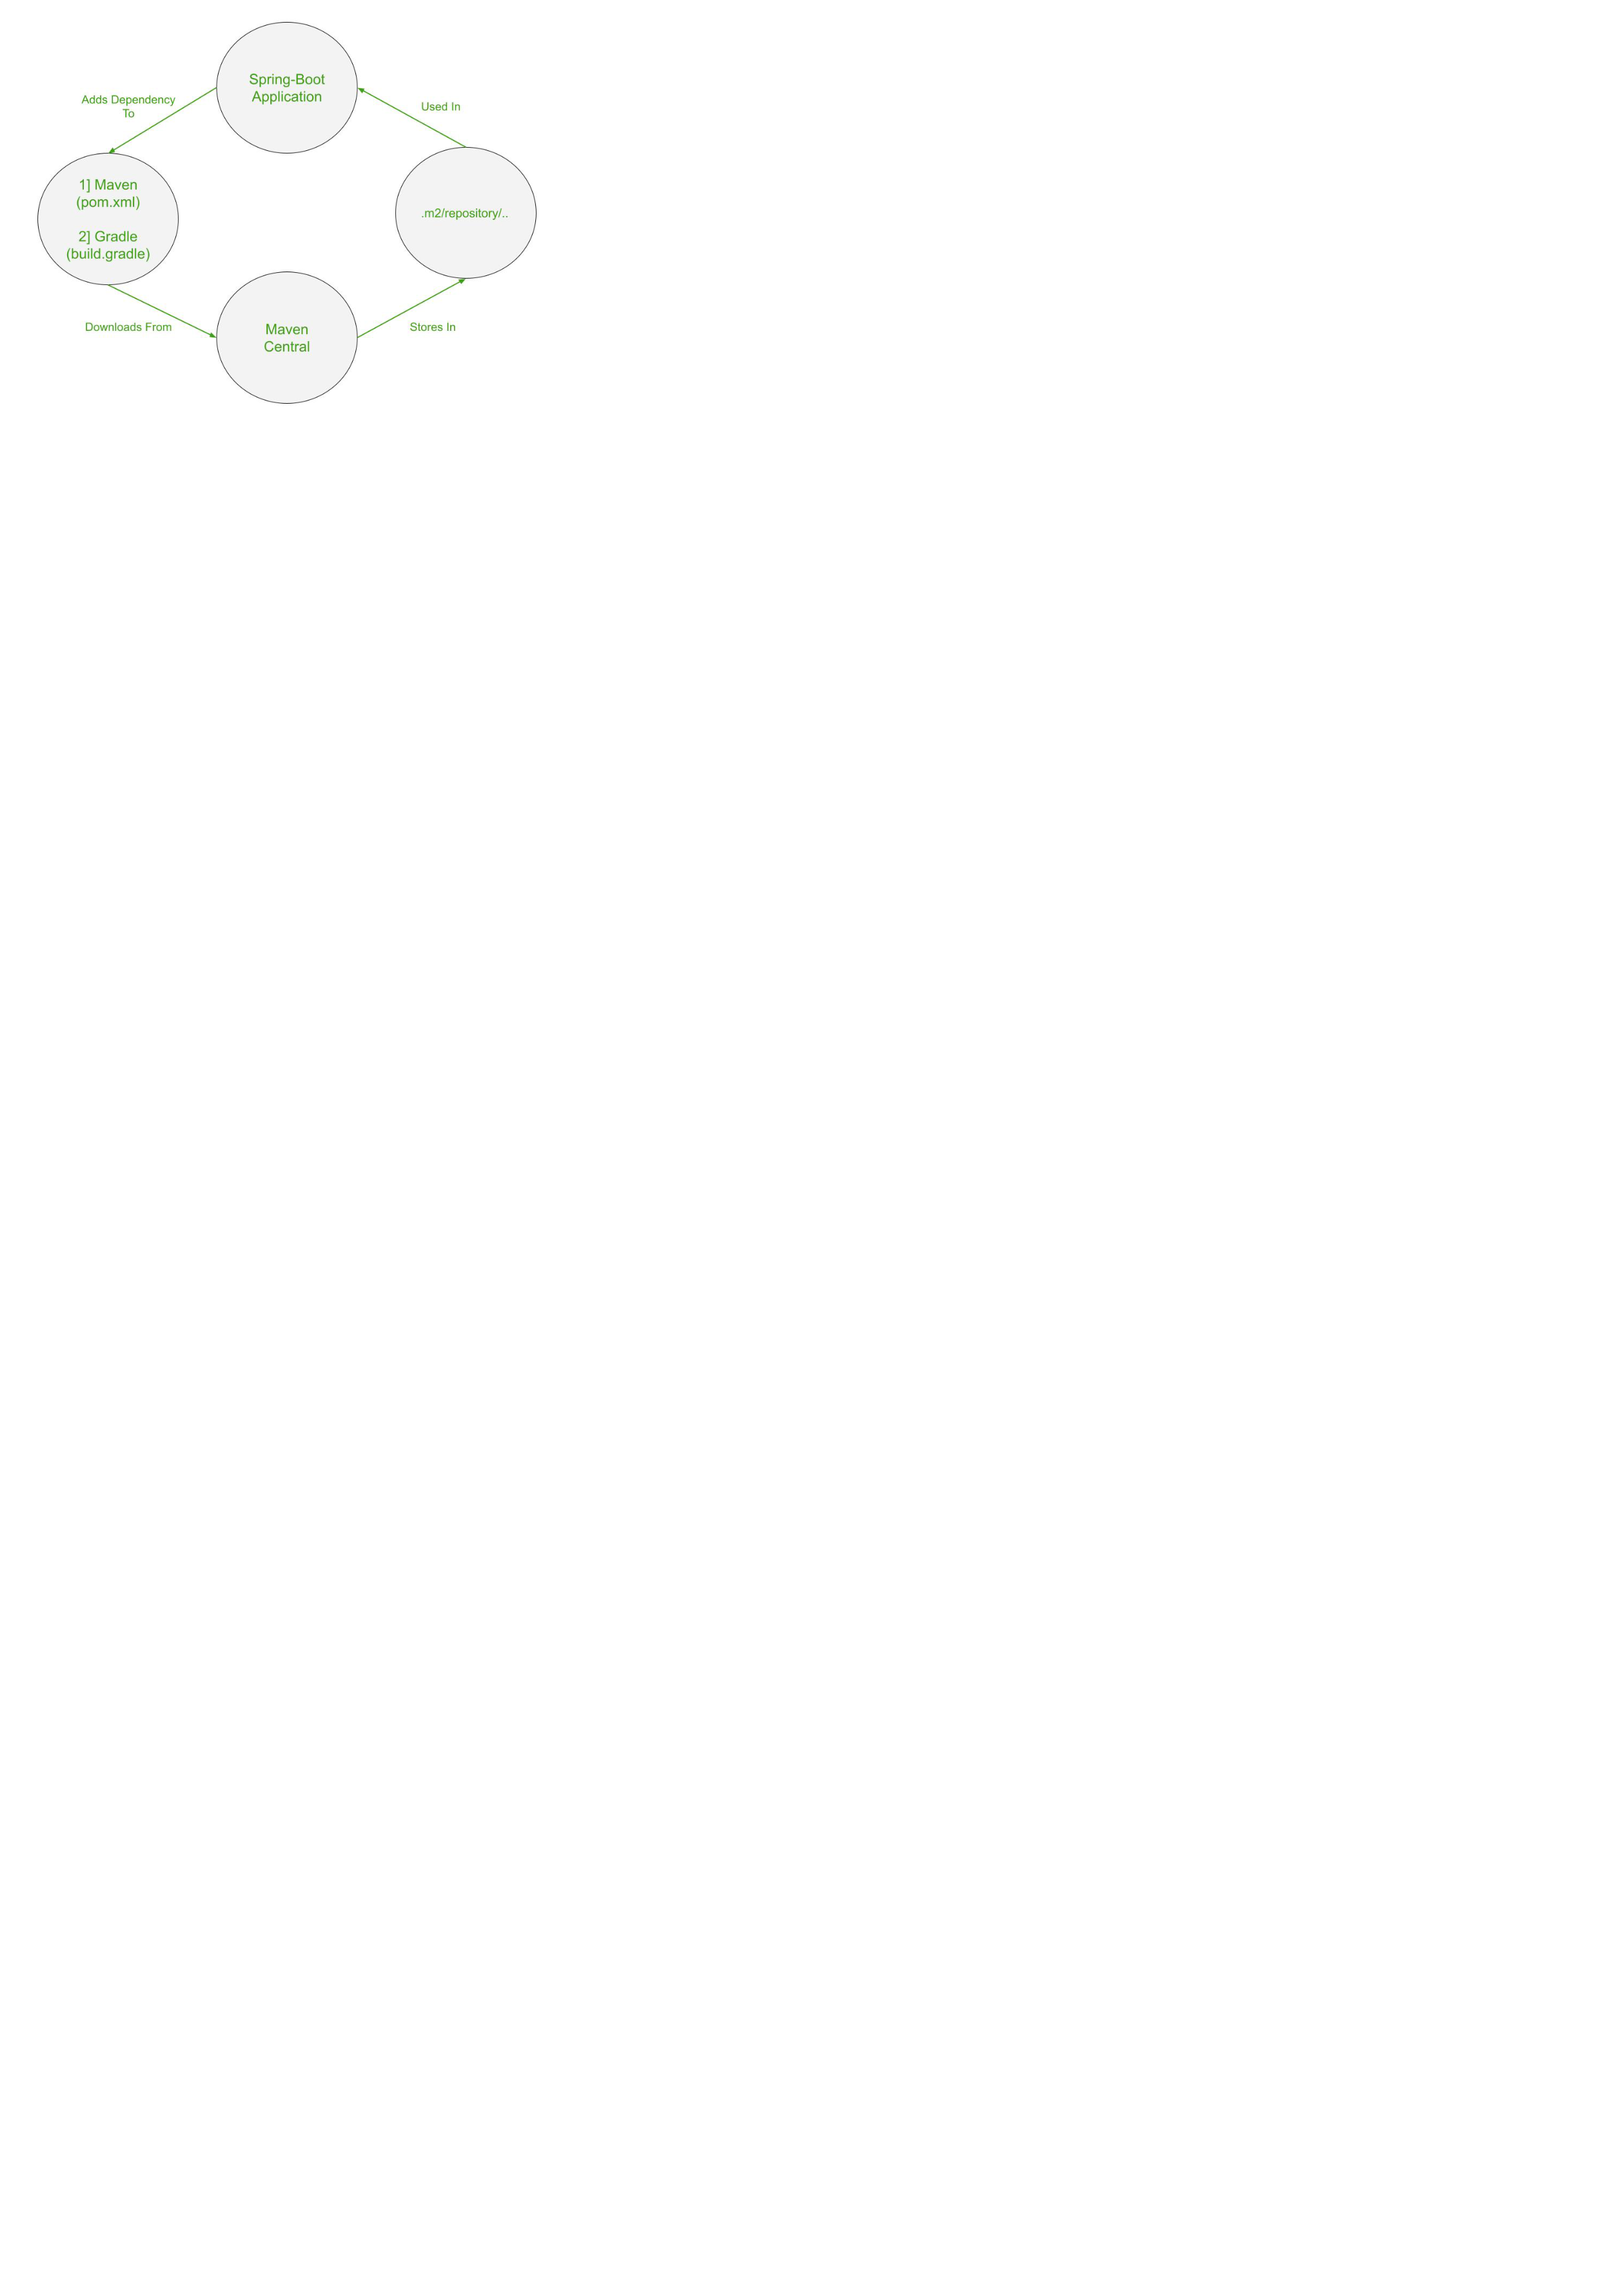 Spring-Boot
Application
Adds Dependency
To
Used In
1] Maven
(pom.xml)
2] Gradle
(build.gradle)
.m2/repository/..
Downloads From
Maven
Central
Stores In